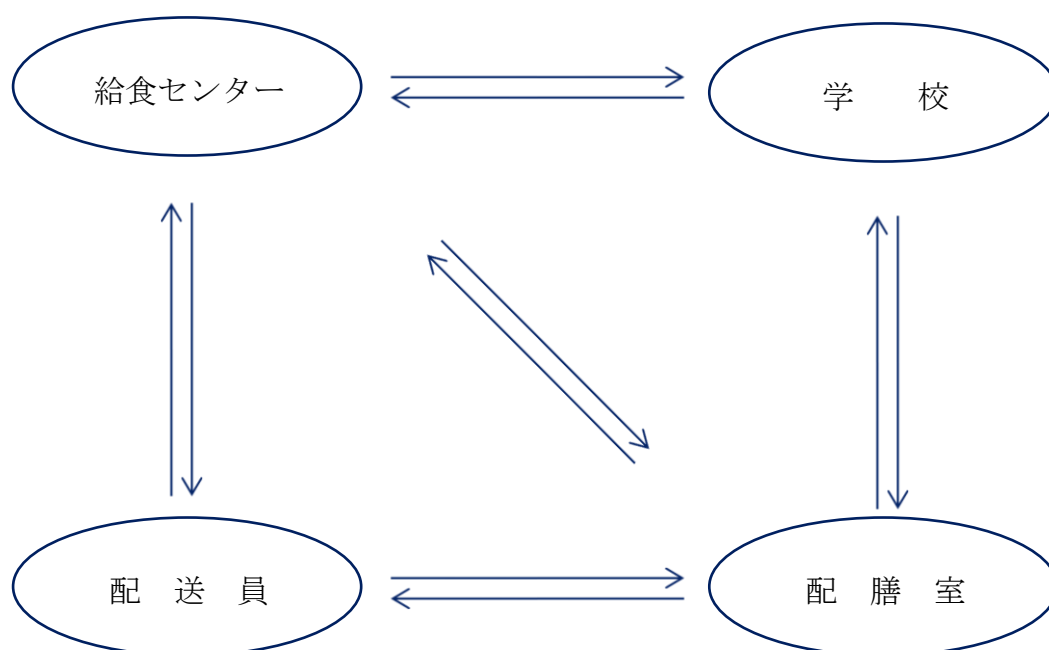 給食センター
学　　校
配　送　員
配　膳　室